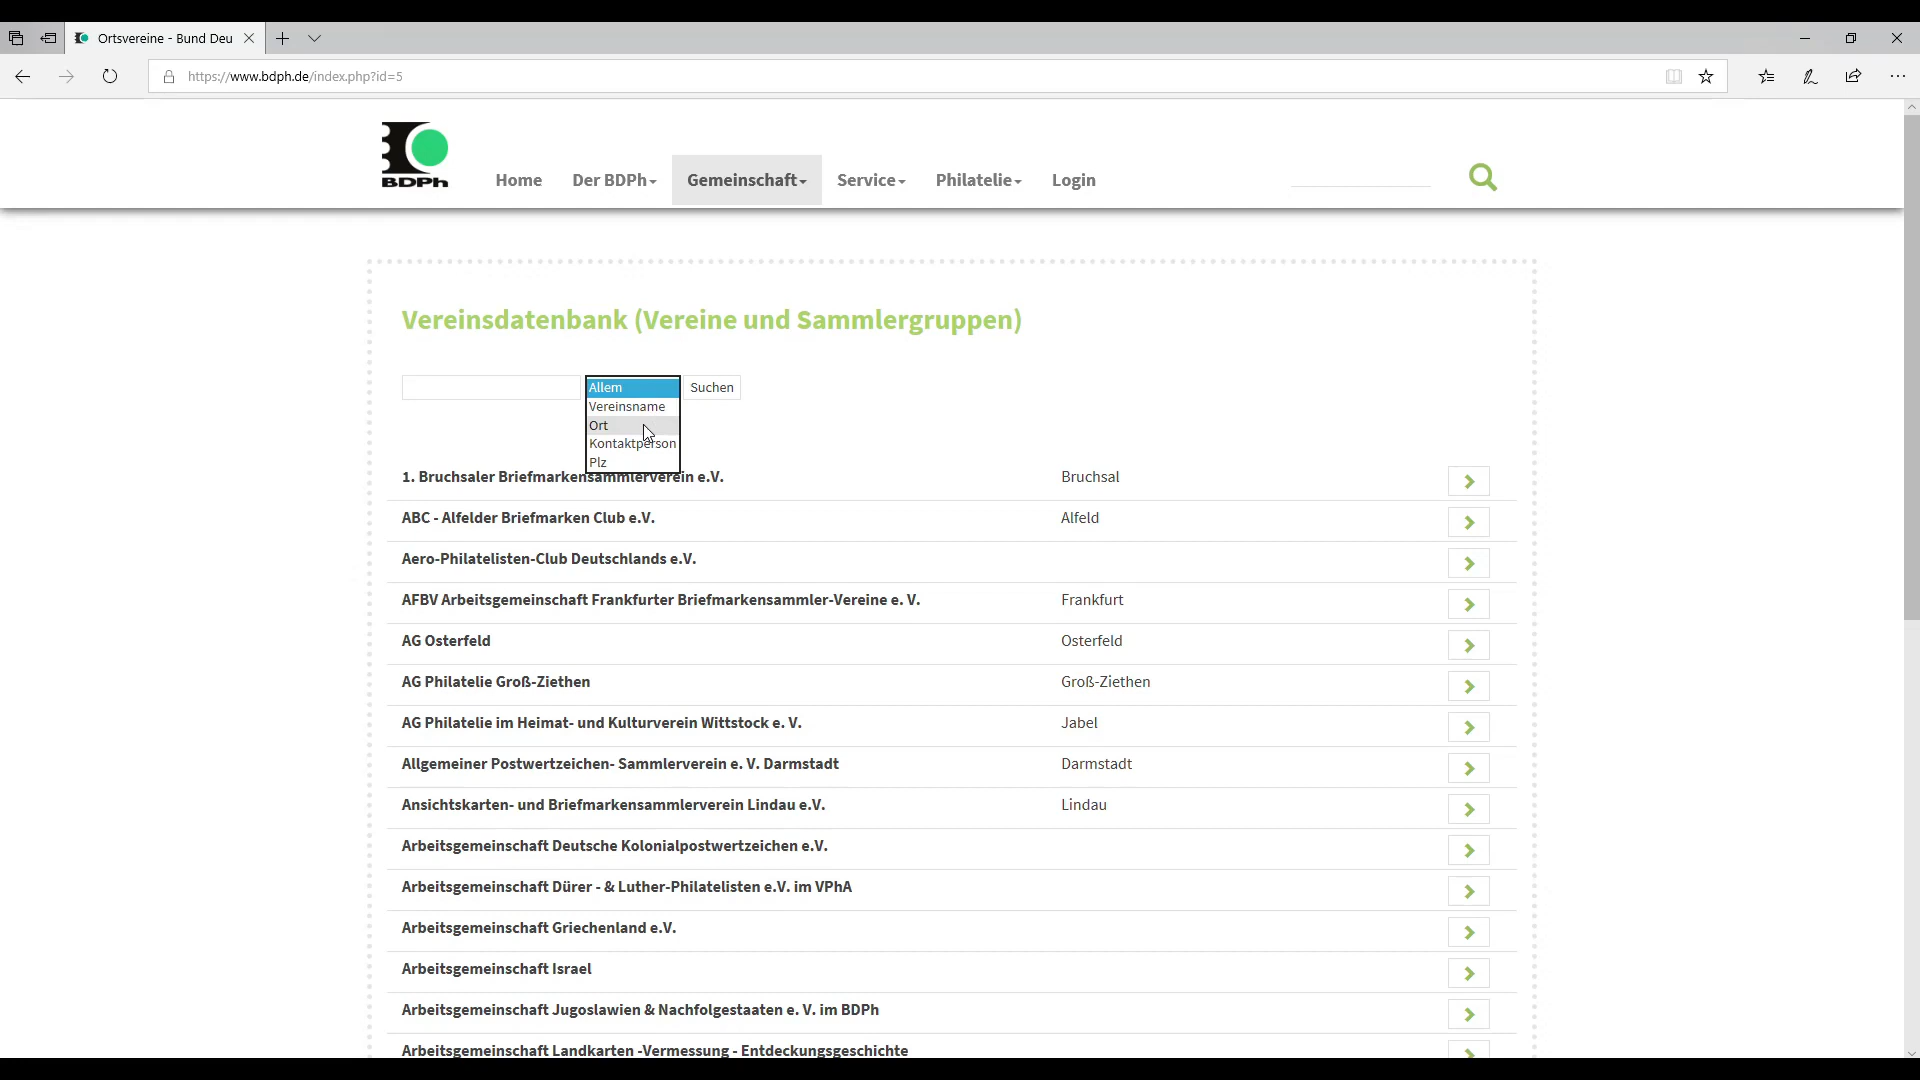 Ortsvereine - Bund Deu
https://www.bdph.de/index.php?id=5
BDPh
Home
Der BDPh
Gemeinschaft
Service
Philatelie
Login
Vereinsdatenbank (Vereine und Sammlergruppen)
Allem
Suchen
Vereinsname
Ort
Kontaktperson
Plz
1. Bruchsaler Briefmarkensammlerverein e.V. Bruchsal
ABC - Alfelder Briefmarken Club e.V. Alfeld
Aero-Philatelisten-Club Deutschlands e.V.
AFBV Arbeitsgemeinschaft Frankfurter Briefmarkensammler-Vereine e. V. Frankfurt
AG Osterfeld Osterfeld
AG Philatelie Groß-Ziethen Groß-Ziethen
AG Philatelie im Heimat- und Kulturverein Wittstock e. V. Jabel
Allgemeiner Postwertzeichen- Sammlerverein e. V. Darmstadt Darmstadt
Ansichtskarten- und Briefmarkensammlerverein Lindau e.V. Lindau
Arbeitsgemeinschaft Deutsche Kolonialpostwertzeichen e.V.
Arbeitsgemeinschaft Dürer - & Luther-Philatelisten e.V. im VPhA
Arbeitsgemeinschaft Griechenland e.V.
Arbeitsgemeinschaft Israel
Arbeitsgemeinschaft Jugoslawien & Nachfolgestaaten e. V. im BDPh
Arbeitsgemeinschaft Landkarten -Vermessung - Entdeckungsgeschichte